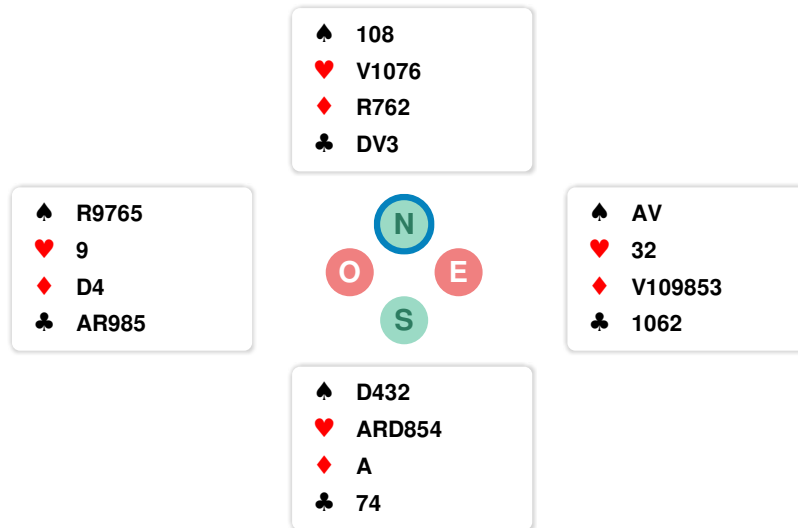 ♠ 108
♥ V1076
♦ R762
♣ DV3
♠ R9765
♥ 9
♦ D4
♣ AR985
N
O
E
S
♠ AV
♥ 32
♦ V109853
♣ 1062
♠ D432
♥ ARD854
♦ A
♣ 74